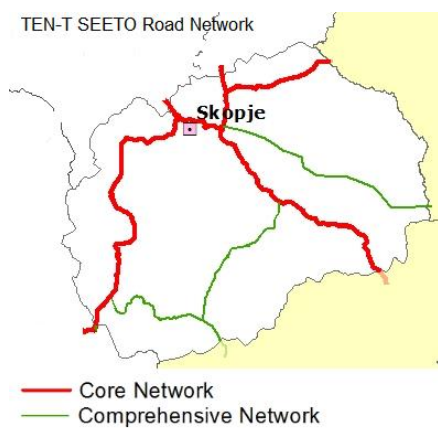 TEN-T SEETO Road Network
Skopje
Core Network
Comprehensive Network